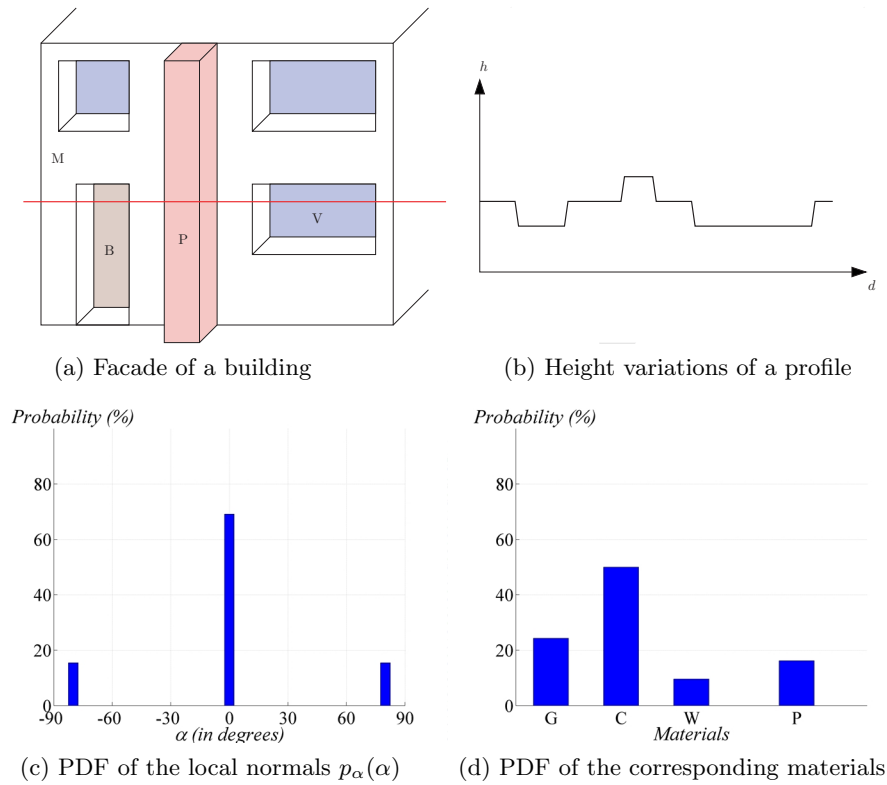 M
B
P
V
h
d
(a) Facade of a building
(b) Height variations of a profile
Probability (%)
80
60
40
20
0
-90 -60 -30 0 30 60 90
α (in degrees)
(c) PDF of the local normals pα(α)
Probability (%)
80
60
40
20
0
G C W P
Materials
(d) PDF of the corresponding materials